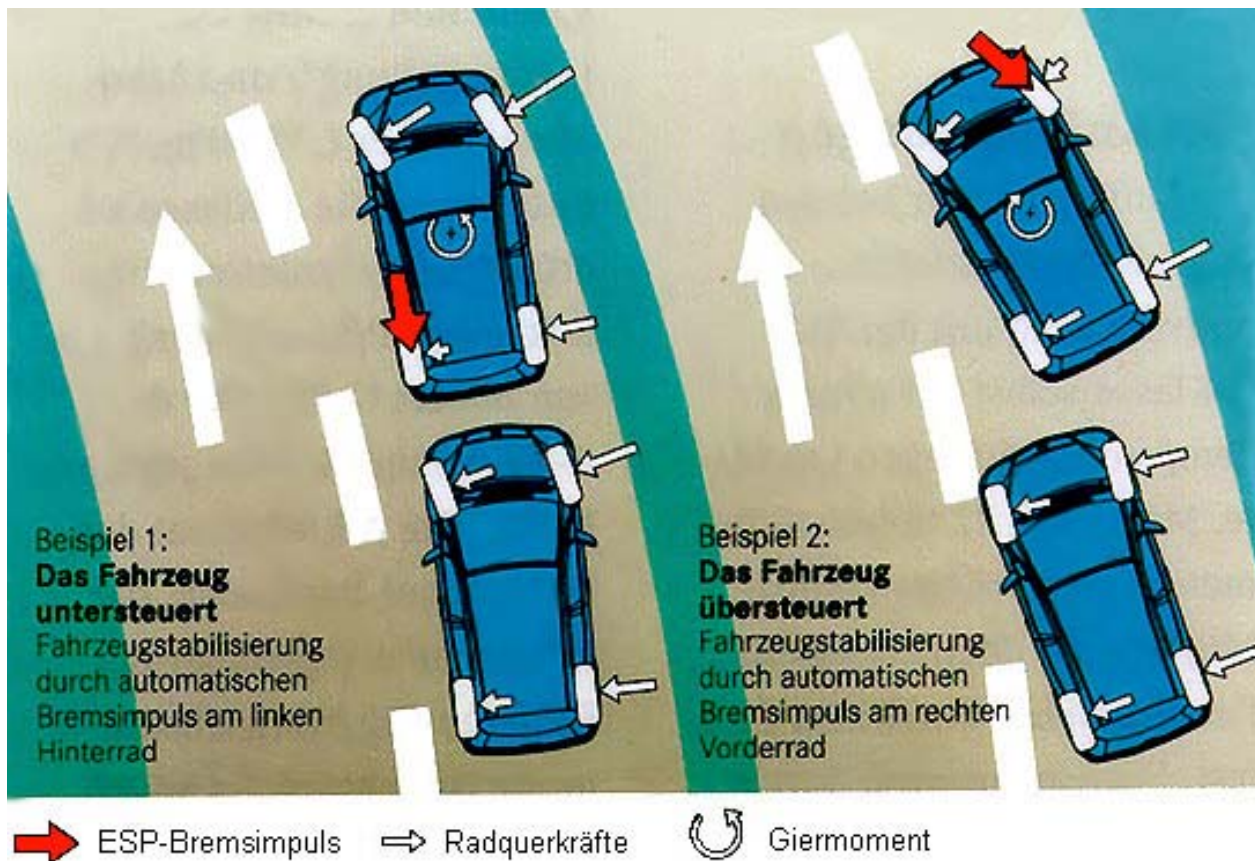 Beispiel 1:
Das Fahrzeug
untersteuert
Fahrzeugstabilisierung
durch automatischen
Bremsimpuls am linken
Hinterrad
Beispiel 2:
Das Fahrzeug
übersteuert
Fahrzeugstabilisierung
durch automatischen
Bremsimpuls am rechten
Vorderrad
ESP-Bremsimpuls
Radquerkräfte
Giermoment